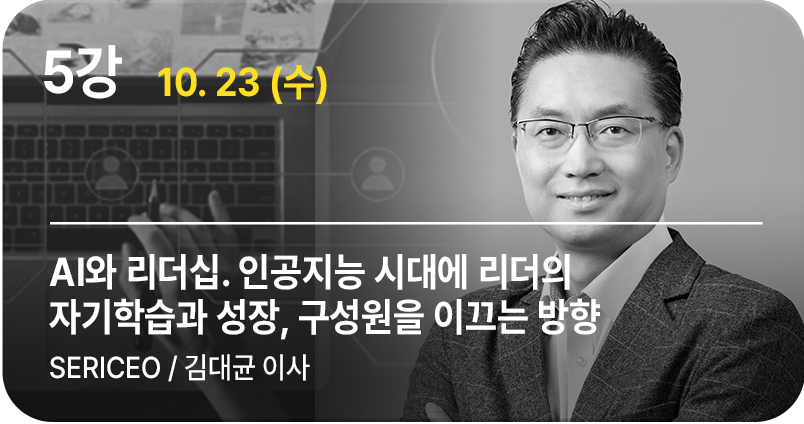 5강 10. 23 (수)
AI와 리더십. 인공지능 시대에 리더의
자기학습과 성장, 구성원을 이끄는 방향
SERICEO / 김대균 이사